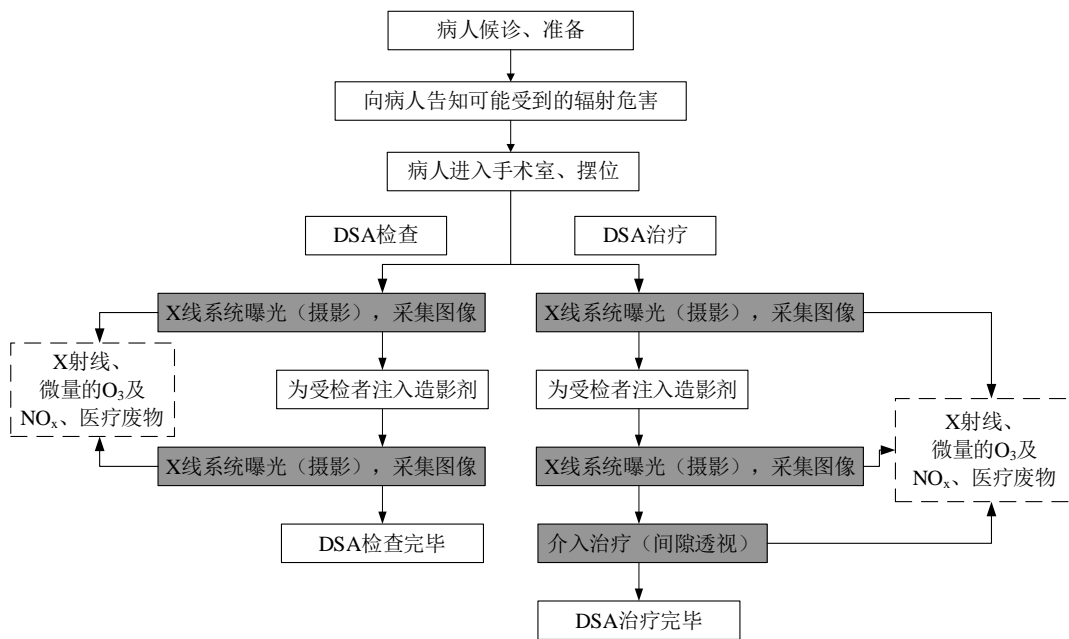 病人候诊、准备
向病人告知可能受到的辐射危害
病人进入手术室、摆位
DSA检查
DSA治疗
X线系统曝光（摄影），采集图像
X线系统曝光（摄影），采集图像
X射线、
微量的O₃及
NOₓ、医疗废物
为受检者注入造影剂
为受检者注入造影剂
X射线、
微量的O₃及
NOₓ、医疗废物
X线系统曝光（摄影），采集图像
X线系统曝光（摄影），采集图像
DSA检查完毕
介入治疗（间隙透视）
DSA治疗完毕